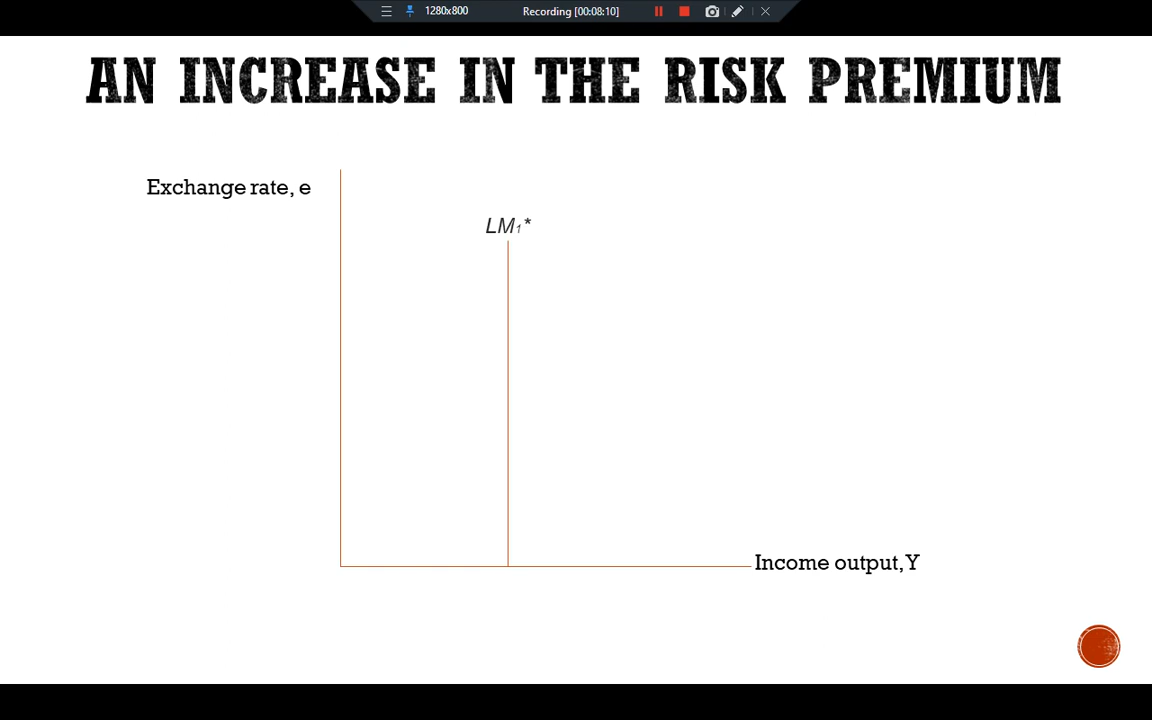 1280x800
Recording [00:08:10]
AN INCREASE IN THE RISK PREMIUM
Exchange rate, e
LM₁*
Income output, Y